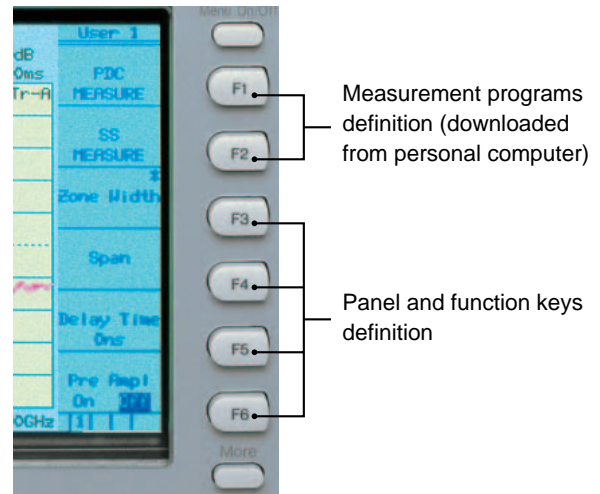 Menu On/Off
User 1
dB
0ms
Tr-A
PDC
MEASURE
F1
SS
MEASURE
F2
*
Zone Width
F3
Span
F4
Delay Time
0ns
F5
Pre Ampl
On Off
F6
0GHz
1
More
Measurement programs
definition (downloaded
from personal computer)
Panel and function keys
definition